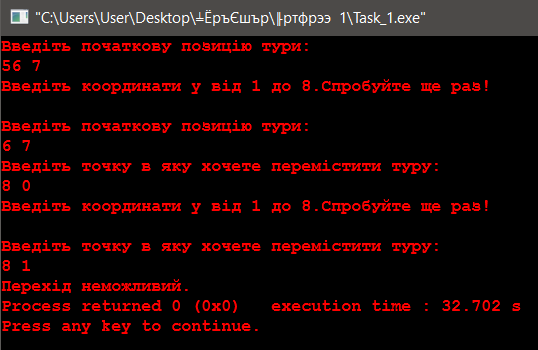 "C:\Users\User\Desktop\╧ЁръЄшър\╟ртфрээ 1\Task_1.exe"
Введіть початкову позицію тури:
56 7
Введіть координати у від 1 до 8.Спробуйте ще раз!
Введіть початкову позицію тури:
6 7
Введіть точку в яку хочете перемістити туру:
8 0
Введіть координати у від 1 до 8.Спробуйте ще раз!
Введіть точку в яку хочете перемістити туру:
8 1
Перехід неможливий.
Process returned 0 (0x0)   execution time : 32.702 s
Press any key to continue.